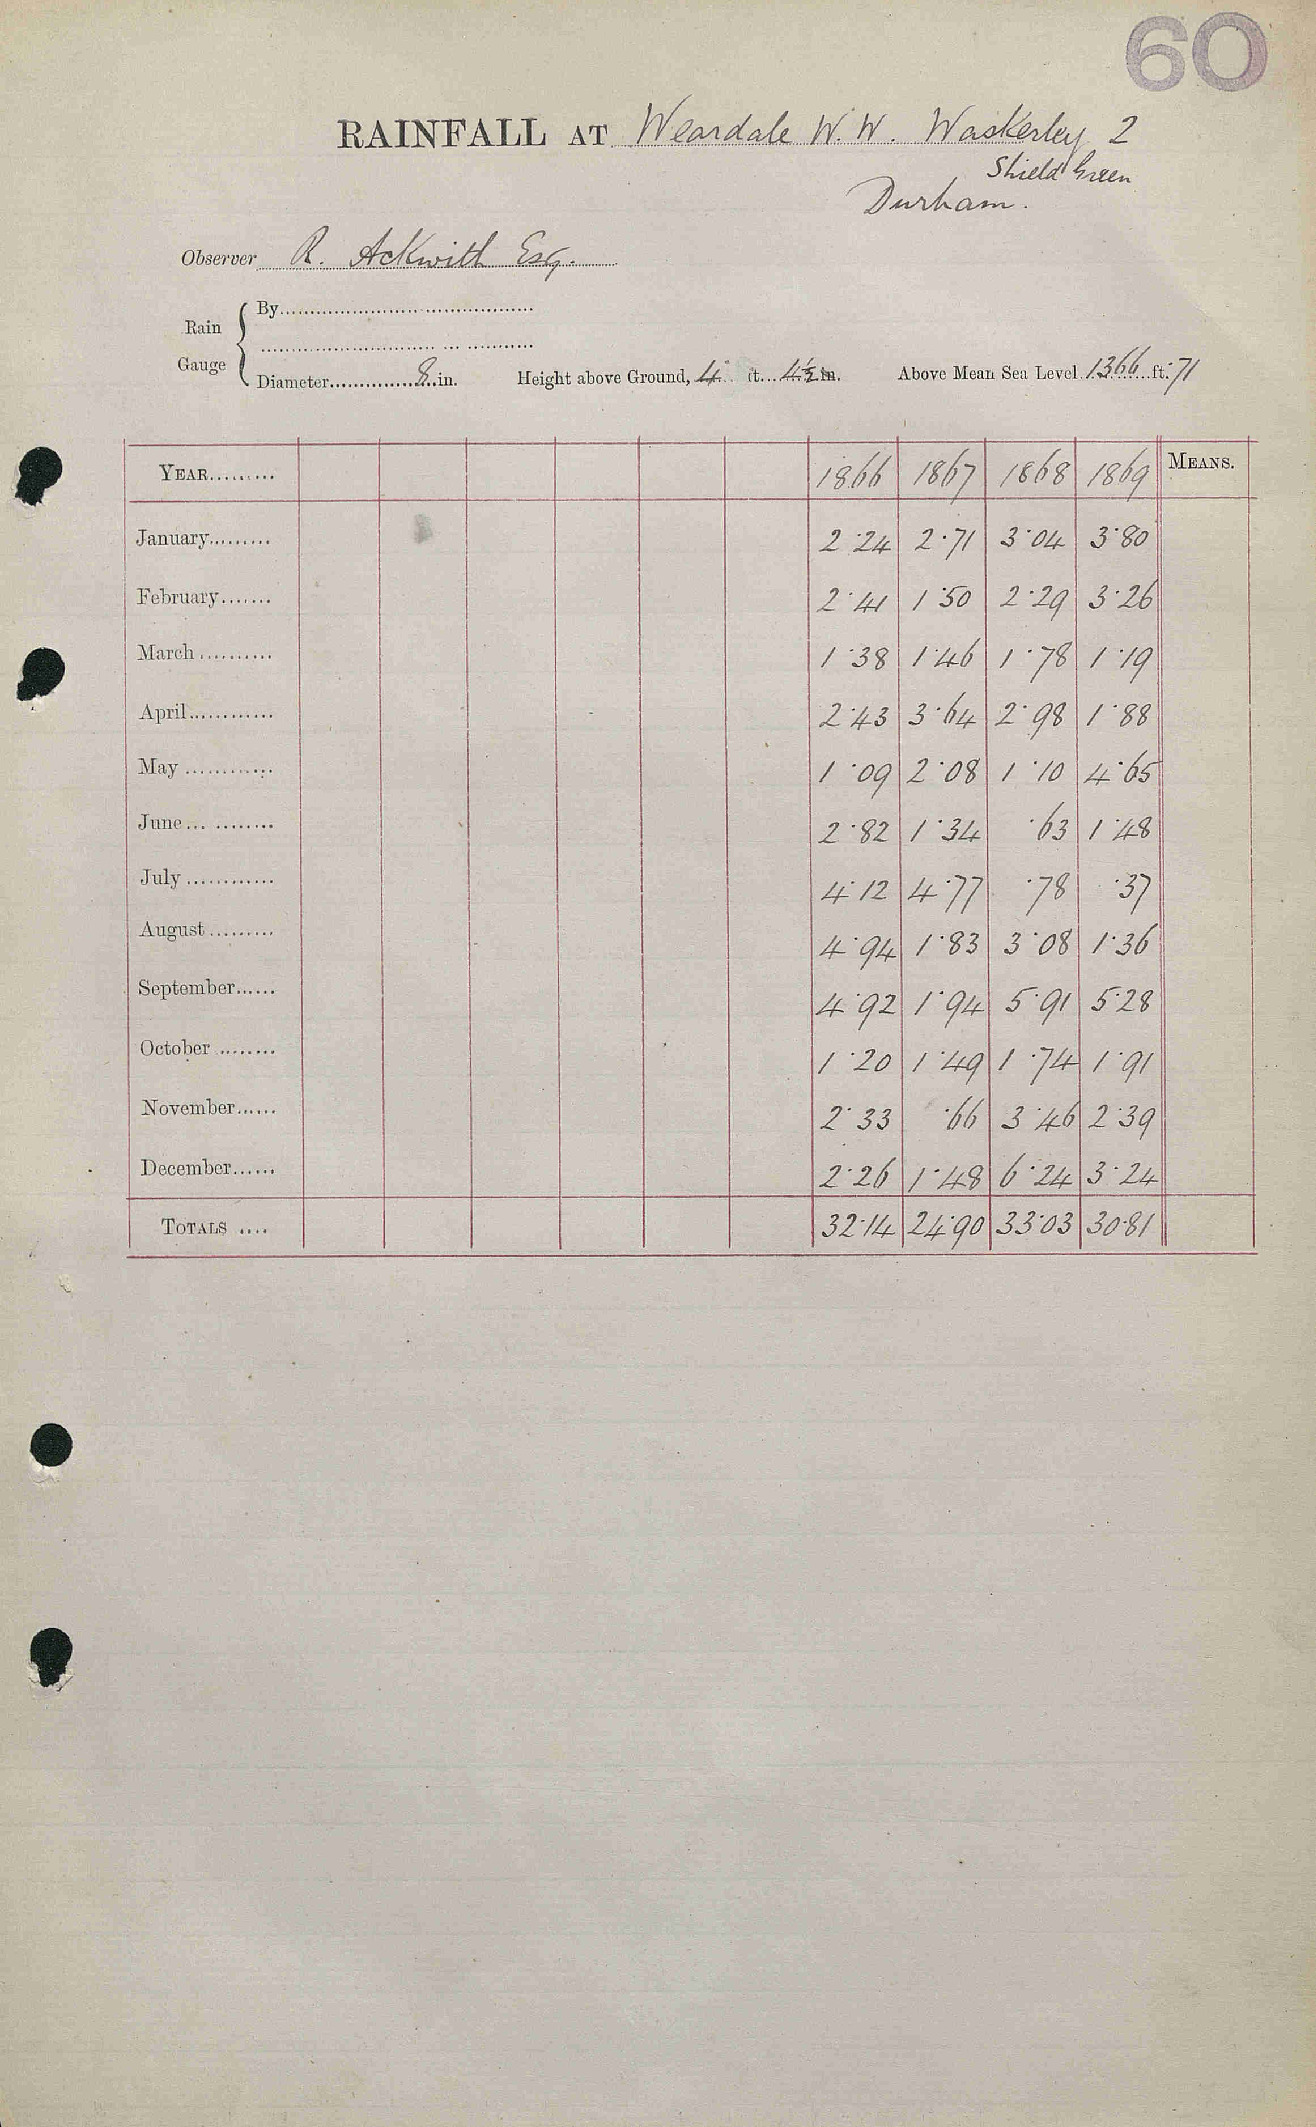 60
RAINFALL AT Weardale W. W. Waskerley 2
Shield Green
Durham.
Observer R. Ackwith Esq.
Rain Gauge { By
Diameter 8 in. Height above Ground, 4 ft. 4½ in. Above Mean Sea Level 1366 ft. 71
YEAR 1866 1867 1868 1869 MEANS.
January 2.24 2.71 3.04 3.80
February 2.41 1.50 2.29 3.26
March 1.38 1.46 1.78 1.19
April 2.43 3.64 2.98 1.88
May 1.09 2.08 1.10 4.65
June 2.82 1.34 .63 1.48
July 4.12 4.77 .78 .37
August 4.94 1.83 3.08 1.36
September 4.92 1.94 5.91 5.28
October 1.20 1.49 1.74 1.91
November 2.33 .66 3.46 2.39
December 2.26 1.48 6.24 3.24
TOTALS 32.14 24.90 33.03 30.81